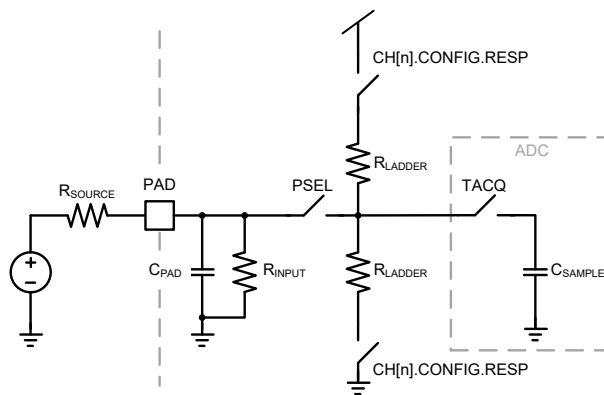 CH[n].CONFIG.RESP
ADC
RLADDER
PAD
PSEL
TACQ
RSOURCE
+
−
CPAD
RINPUT
RLADDER
CSAMPLE
CH[n].CONFIG.RESP